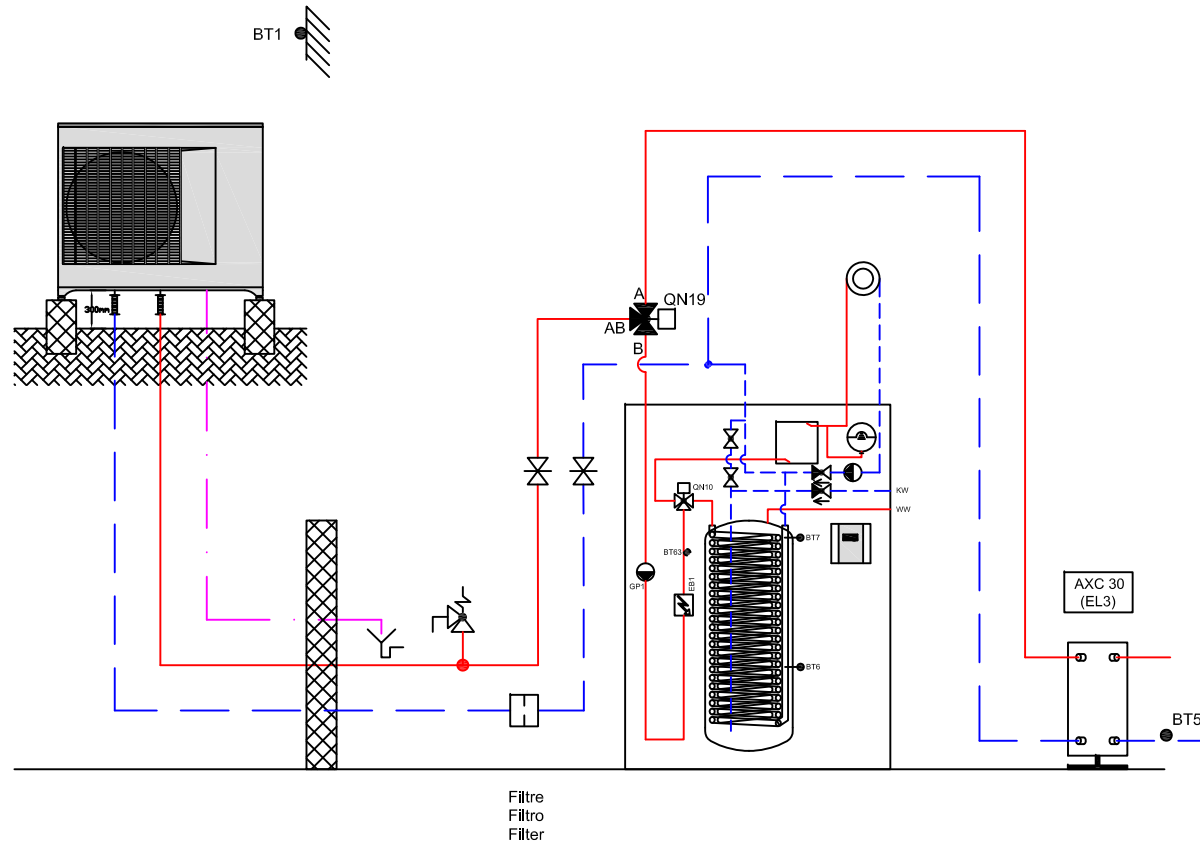 BT1
300mm
A
QN19
AB
B
QN10
KW
WW
BT7
BT63
GP1
EB1
AXC 30
(EL3)
BT6
BT5
Filtre
Filtro
Filter